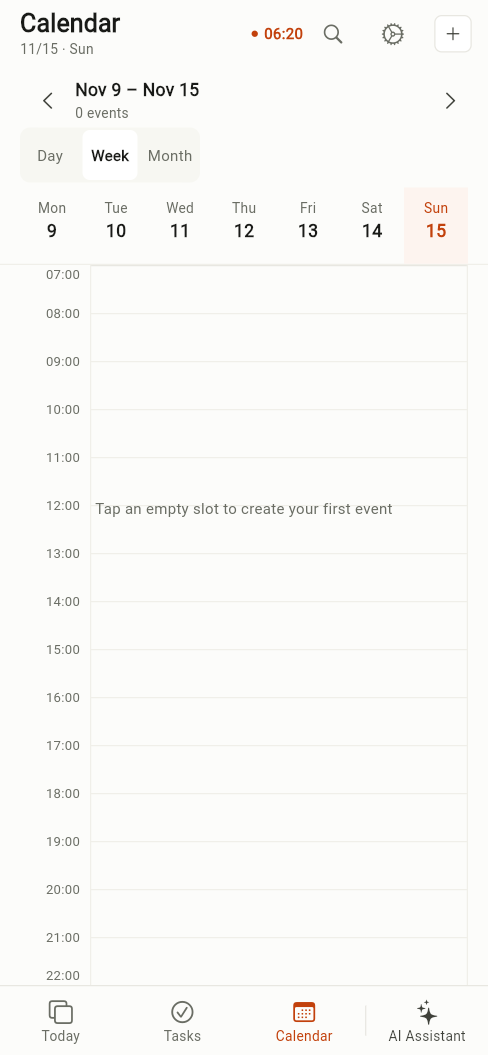 Calendar
11/15 · Sun
06:20
Nov 9 – Nov 15
0 events
Day Week Month
Mon Tue Wed Thu Fri Sat Sun
9 10 11 12 13 14 15
07:00
08:00
09:00
10:00
11:00
12:00 Tap an empty slot to create your first event
13:00
14:00
15:00
16:00
17:00
18:00
19:00
20:00
21:00
22:00
Today Tasks Calendar AI Assistant